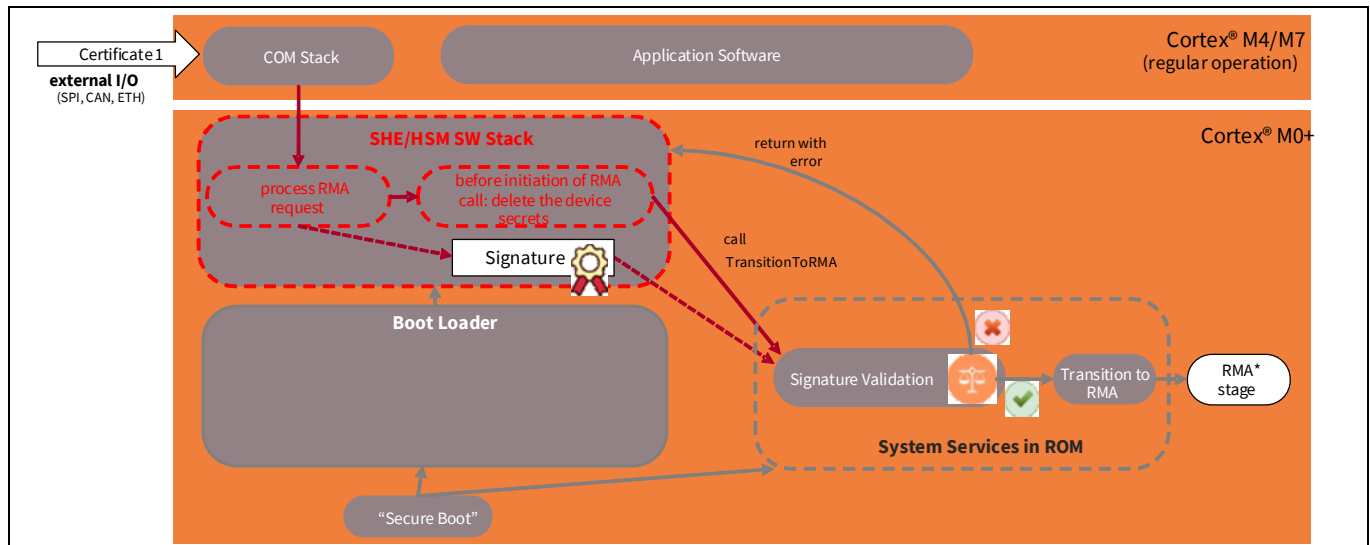 Certificate 1
external I/O
(SPI, CAN, ETH)
COM Stack
Application Software
Cortex® M4/M7
(regular operation)
SHE/HSM SW Stack
Cortex® M0+
return with
error
process RMA
request
before initiation of RMA
call: delete the device
secrets
call
TransitionToRMA
Signature
Boot Loader
Signature Validation
Transition to
RMA
RMA*
stage
System Services in ROM
“Secure Boot”